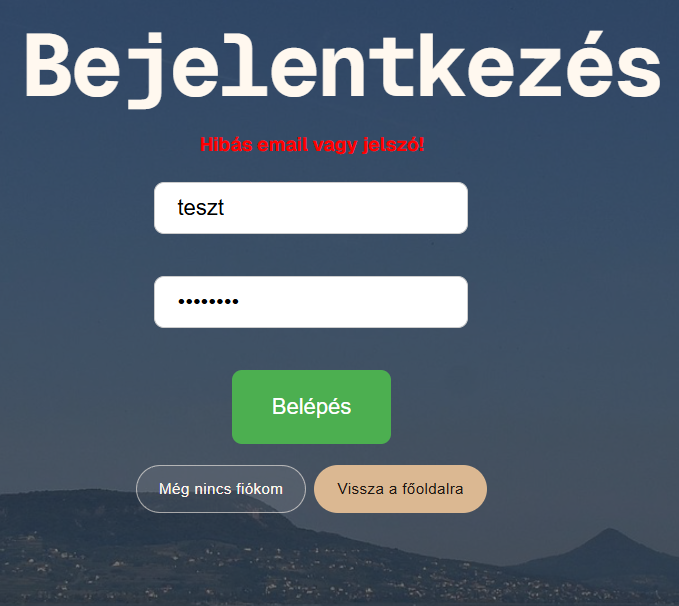 Bejelentkezés
Hibás email vagy jelszó!
teszt
••••••••
Belépés
Még nincs fiókom
Vissza a főoldalra